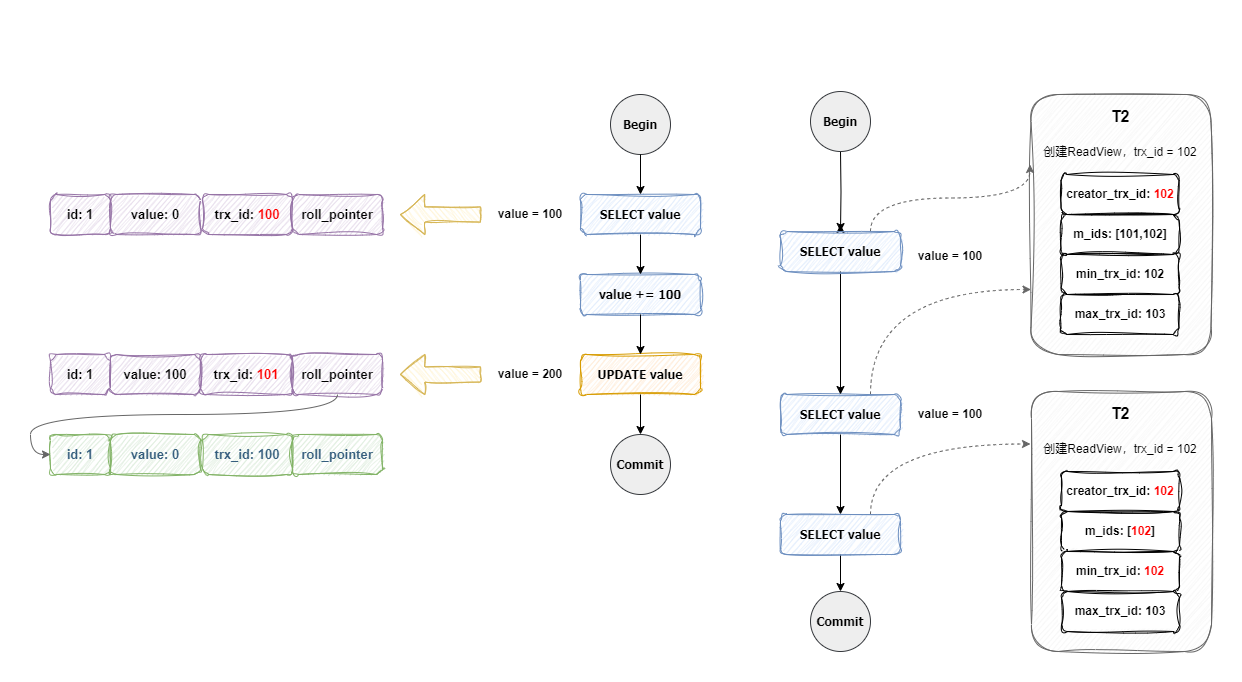 Begin
SELECT value
value = 100
id: 1
value: 0
trx_id: 100
roll_pointer
value += 100
UPDATE value
value = 200
id: 1
value: 100
trx_id: 101
roll_pointer
id: 1
value: 0
trx_id: 100
roll_pointer
Commit
Begin
SELECT value
value = 100
SELECT value
value = 100
SELECT value
Commit
T2
创建ReadView，trx_id = 102
creator_trx_id: 102
m_ids: [101,102]
min_trx_id: 102
max_trx_id: 103
T2
创建ReadView，trx_id = 102
creator_trx_id: 102
m_ids: [102]
min_trx_id: 102
max_trx_id: 103